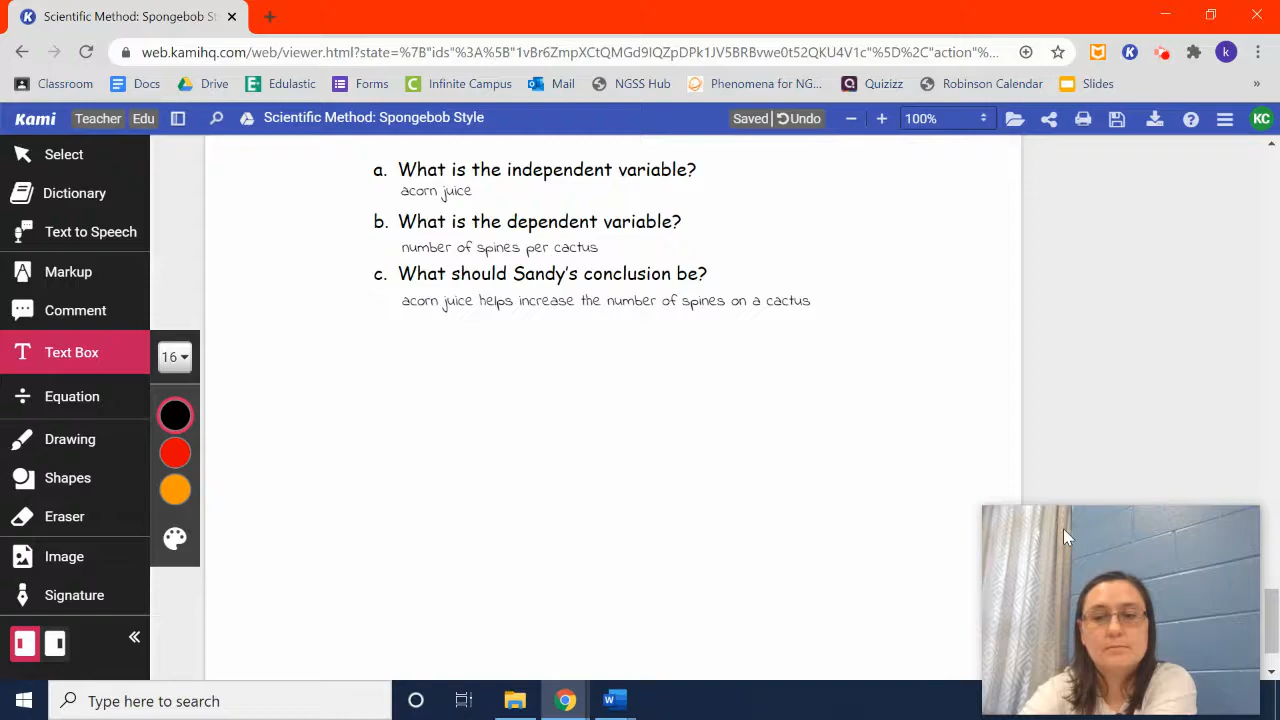 Scientific Method: Spongebob St
web.kamihq.com/web/viewer.html?state=%7B"ids"%3A%5B"1vBr6ZmpXCtQMGd9IQZpDPk1JV5BRBvwe0t52QKU4V1c"%5D%2C"action"%...
Classroom Docs Drive Edulastic Forms Infinite Campus Mail NGSS Hub Phenomena for NG... Quizizz Robinson Calendar Slides »
Kami Teacher Edu Scientific Method: Spongebob Style Saved Undo 100% KC
Select
Dictionary
Text to Speech
Markup
Comment
Text Box
Equation
Drawing
Shapes
Eraser
Image
Signature
16
a. What is the independent variable?
acorn juice
b. What is the dependent variable?
number of spines per cactus
c. What should Sandy's conclusion be?
acorn juice helps increase the number of spines on a cactus
Type here to search